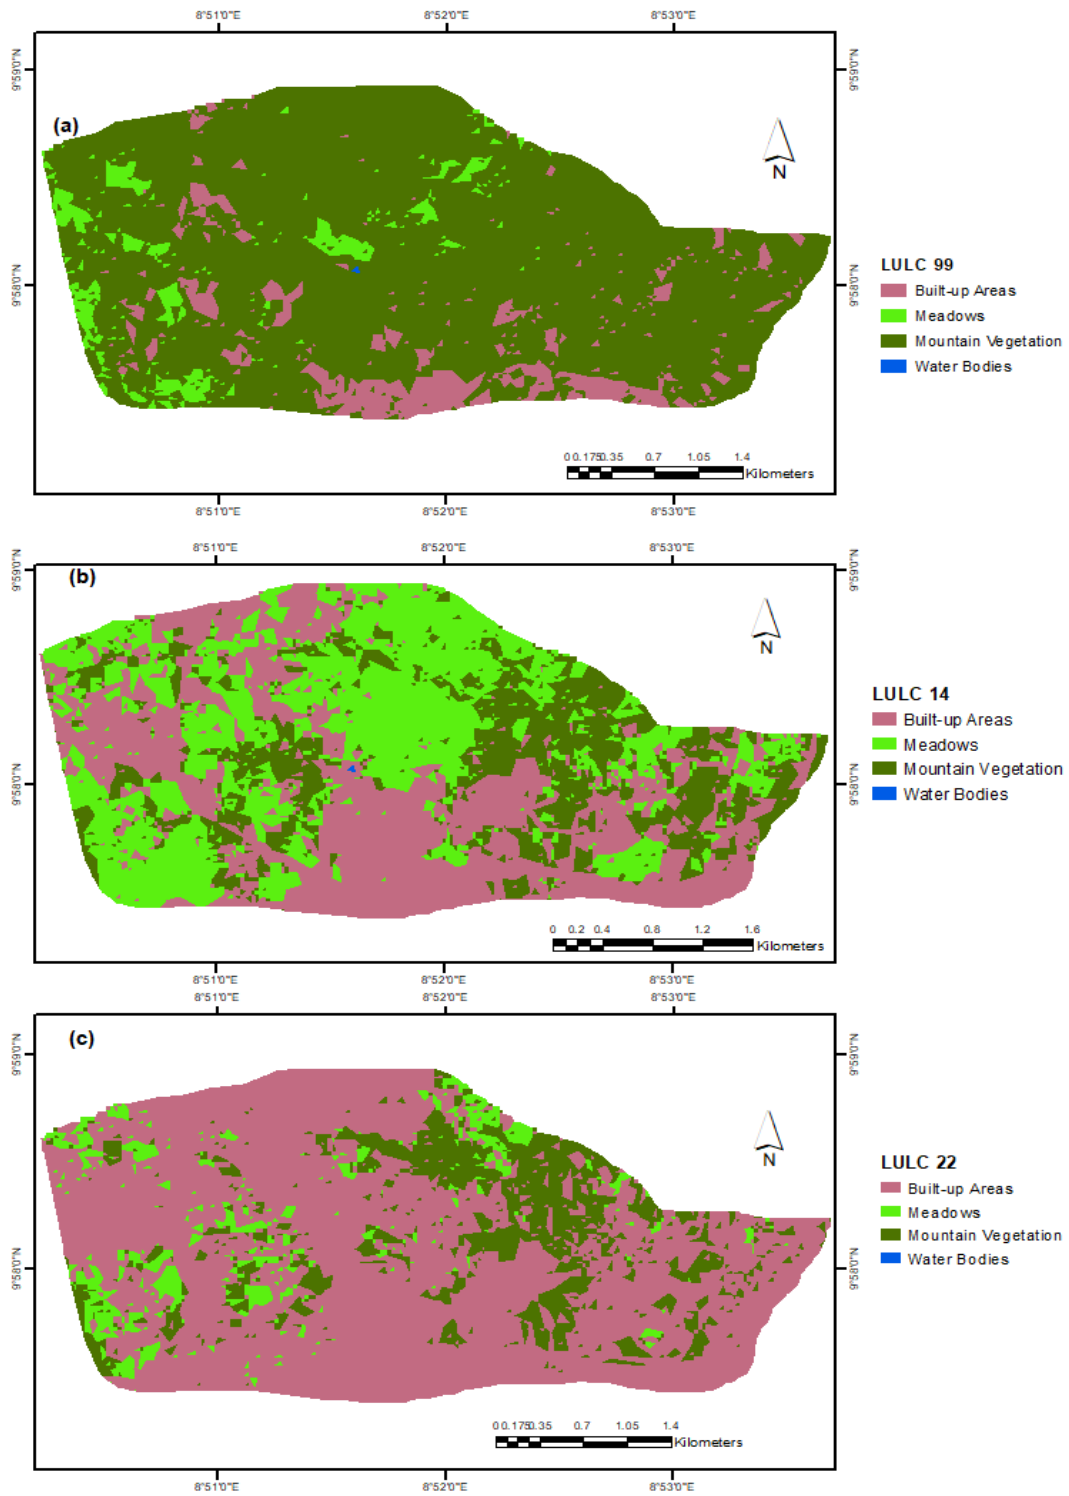 8°51'0"E 8°52'0"E 8°53'0"E
9°59'0"N 9°59'0"N
(a)
N
LULC 99
9°58'0"N 9°58'0"N
Built-up Areas
Meadows
Mountain Vegetation
Water Bodies
0 0.175 0.35 0.7 1.05 1.4
Kilometers
8°51'0"E 8°52'0"E 8°53'0"E
8°51'0"E 8°52'0"E 8°53'0"E
9°59'0"N 9°59'0"N
(b)
N
LULC 14
Built-up Areas
Meadows
Mountain Vegetation
9°58'0"N 9°58'0"N
Water Bodies
0 0.2 0.4 0.8 1.2 1.6
Kilometers
8°51'0"E 8°52'0"E 8°53'0"E
8°51'0"E 8°52'0"E 8°53'0"E
(c)
9°59'0"N 9°59'0"N
N
LULC 22
Built-up Areas
Meadows
Mountain Vegetation
Water Bodies
9°58'0"N 9°58'0"N
0 0.175 0.35 0.7 1.05 1.4
Kilometers
8°51'0"E 8°52'0"E 8°53'0"E